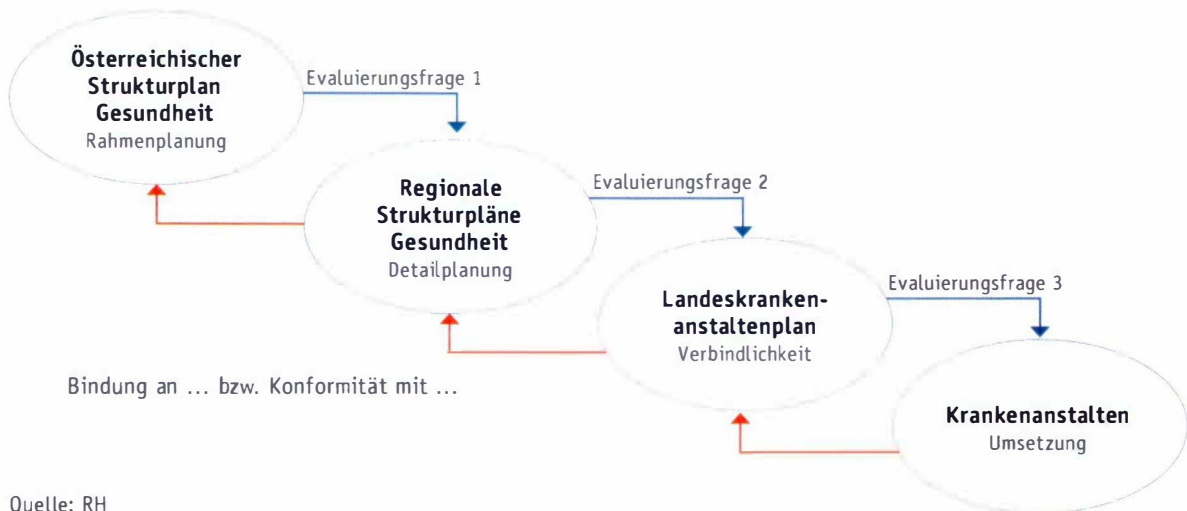 Österreichischer
Strukturplan
Gesundheit
Rahmenplanung
Evaluierungsfrage 1
Regionale
Strukturpläne
Gesundheit
Detailplanung
Evaluierungsfrage 2
Landeskranken-
anstaltenplan
Verbindlichkeit
Evaluierungsfrage 3
Krankenanstalten
Umsetzung
Bindung an ... bzw. Konformität mit ...
Quelle: RH